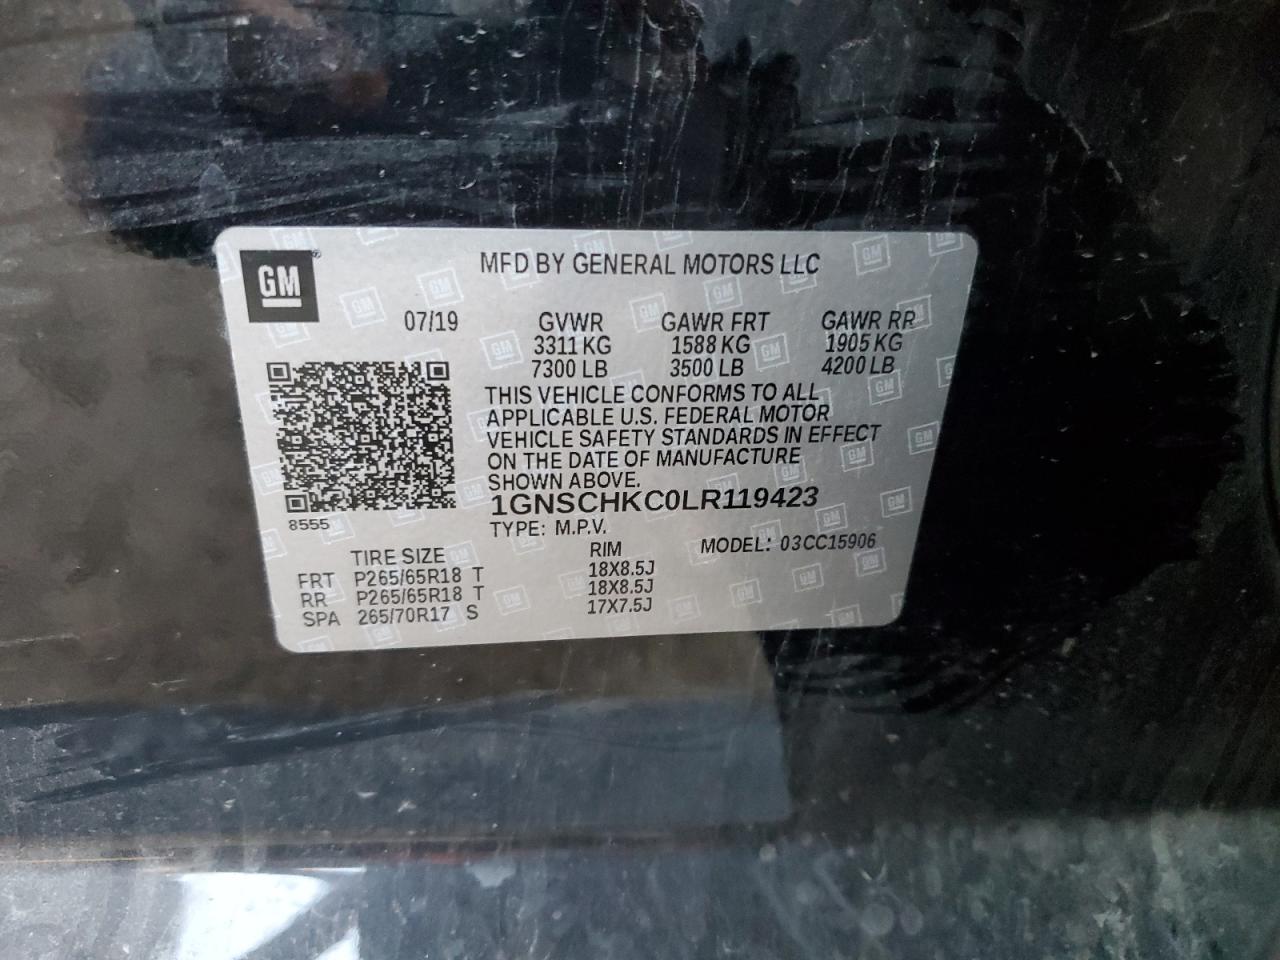 GM ®
MFD BY GENERAL MOTORS LLC
07/19 GVWR GAWR FRT GAWR RR
3311 KG 1588 KG 1905 KG
7300 LB 3500 LB 4200 LB
THIS VEHICLE CONFORMS TO ALL
APPLICABLE U.S. FEDERAL MOTOR
VEHICLE SAFETY STANDARDS IN EFFECT
ON THE DATE OF MANUFACTURE
SHOWN ABOVE.
1GNSCHKC0LR119423
8555
TYPE: M.P.V.
MODEL: 03CC15906
TIRE SIZE RIM
FRT P265/65R18 T 18X8.5J
RR P265/65R18 T 18X8.5J
SPA 265/70R17 S 17X7.5J